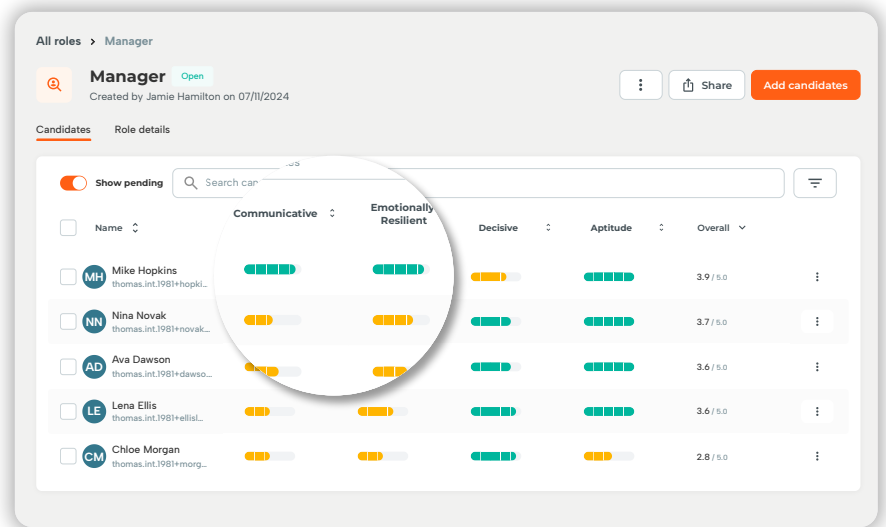 All roles > Manager
Manager Open
Created by Jamie Hamilton on 07/11/2024
Share
Add candidates
Candidates Role details
Show pending
Search can
Name
Communicative
Emotionally
Resilient
Decisive
Aptitude
Overall
MH Mike Hopkins
thomas.int.1981+hopki... 3.9 / 5.0
NN Nina Novak
thomas.int.1981+novak... 3.7 / 5.0
AD Ava Dawson
thomas.int.1981+dawso... 3.6 / 5.0
LE Lena Ellis
thomas.int.1981+ellisl... 3.6 / 5.0
CM Chloe Morgan
thomas.int.1981+morg... 2.8 / 5.0